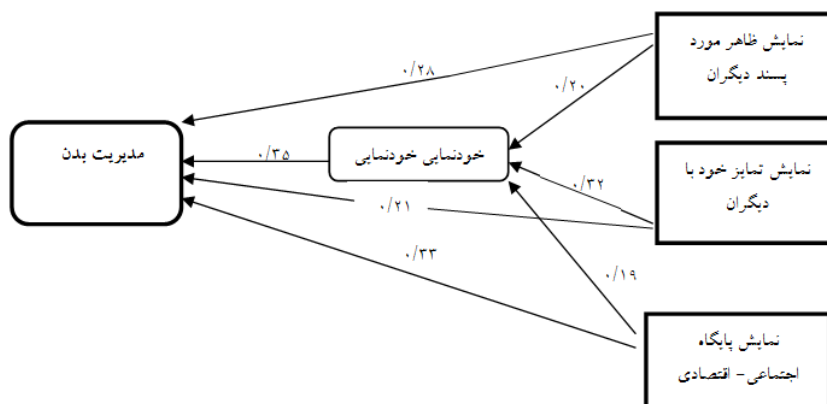 نمایش ظاهر مورد
پسند دیگران
۰/۲۸
۰/۲۰
خودنمایی خودنمایی
مدیریت بدن
۰/۳۵
نمایش تمایز خود با
دیگران
۰/۳۲
۰/۲۱
۰/۳۳
۰/۱۹
نمایش پایگاه
اجتماعی- اقتصادی